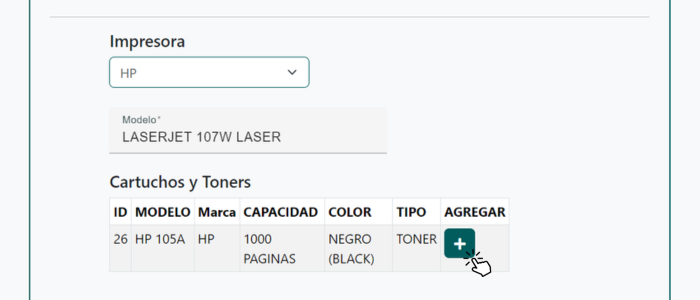 Impresora
HP
Modelo*
LASERJET 107W LASER
Cartuchos y Toners
ID MODELO Marca CAPACIDAD COLOR TIPO AGREGAR
26 HP 105A HP 1000 NEGRO TONER +
PAGINAS (BLACK)